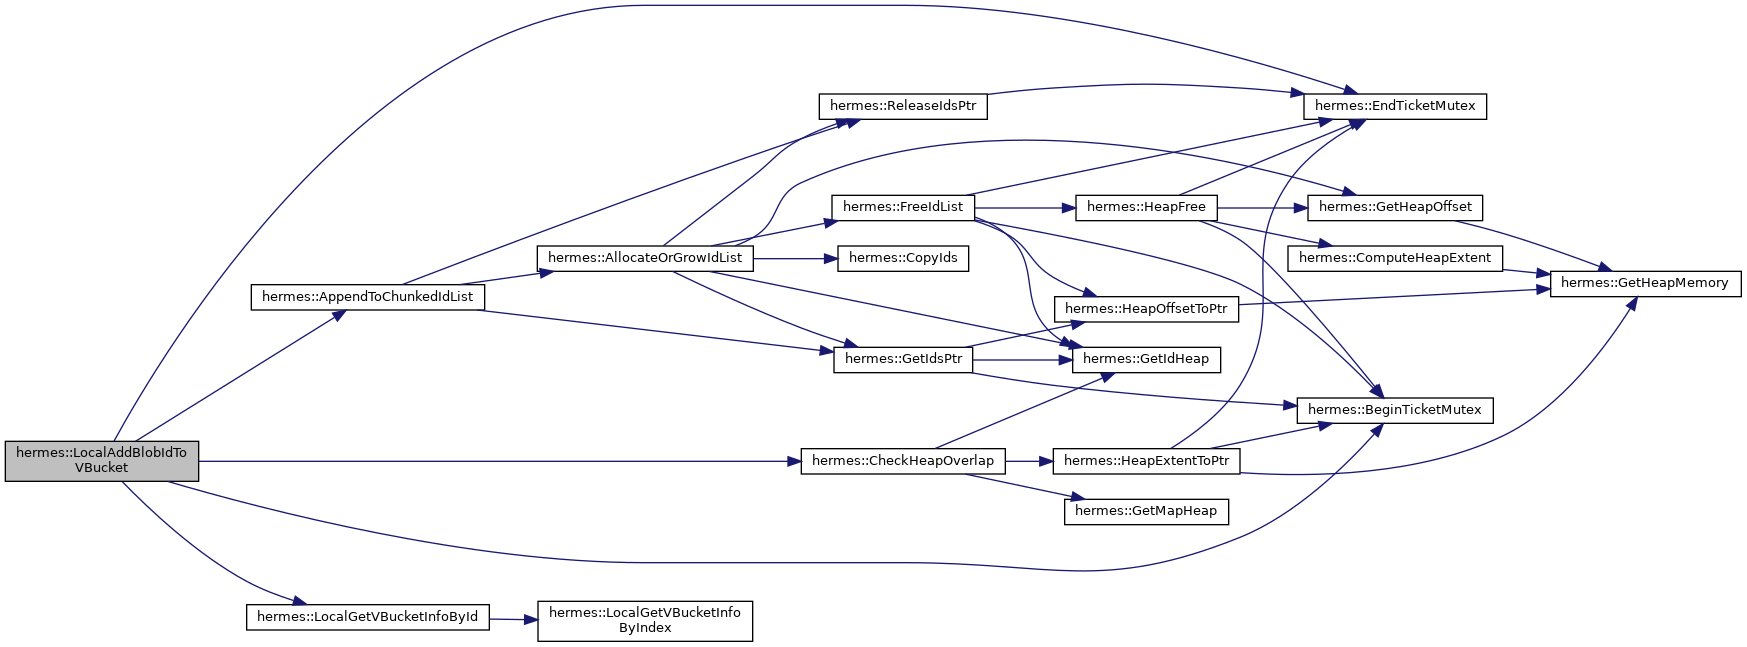 hermes::ReleaseIdsPtr
hermes::EndTicketMutex
hermes::FreeIdList
hermes::HeapFree
hermes::GetHeapOffset
hermes::AllocateOrGrowIdList
hermes::CopyIds
hermes::ComputeHeapExtent
hermes::GetHeapMemory
hermes::AppendToChunkedIdList
hermes::HeapOffsetToPtr
hermes::GetIdsPtr
hermes::GetIdHeap
hermes::BeginTicketMutex
hermes::LocalAddBlobIdTo
VBucket
hermes::CheckHeapOverlap
hermes::HeapExtentToPtr
hermes::GetMapHeap
hermes::LocalGetVBucketInfoById
hermes::LocalGetVBucketInfo
ByIndex